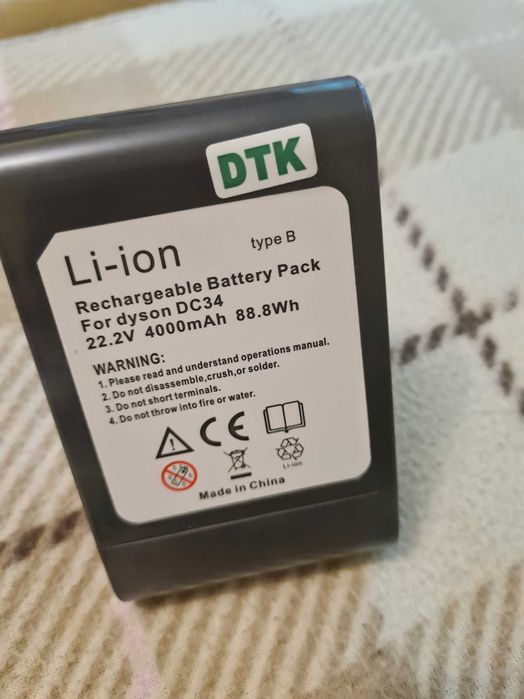 DTK
Li-ion type B
Rechargeable Battery Pack
For dyson DC34
22.2V 4000mAh 88.8Wh
WARNING:
1. Please read and understand operations manual.
2. Do not disassemble,crush,or solder.
3. Do not short terminals.
4. Do not throw into fire or water.
CE
Li-ion
Made in China